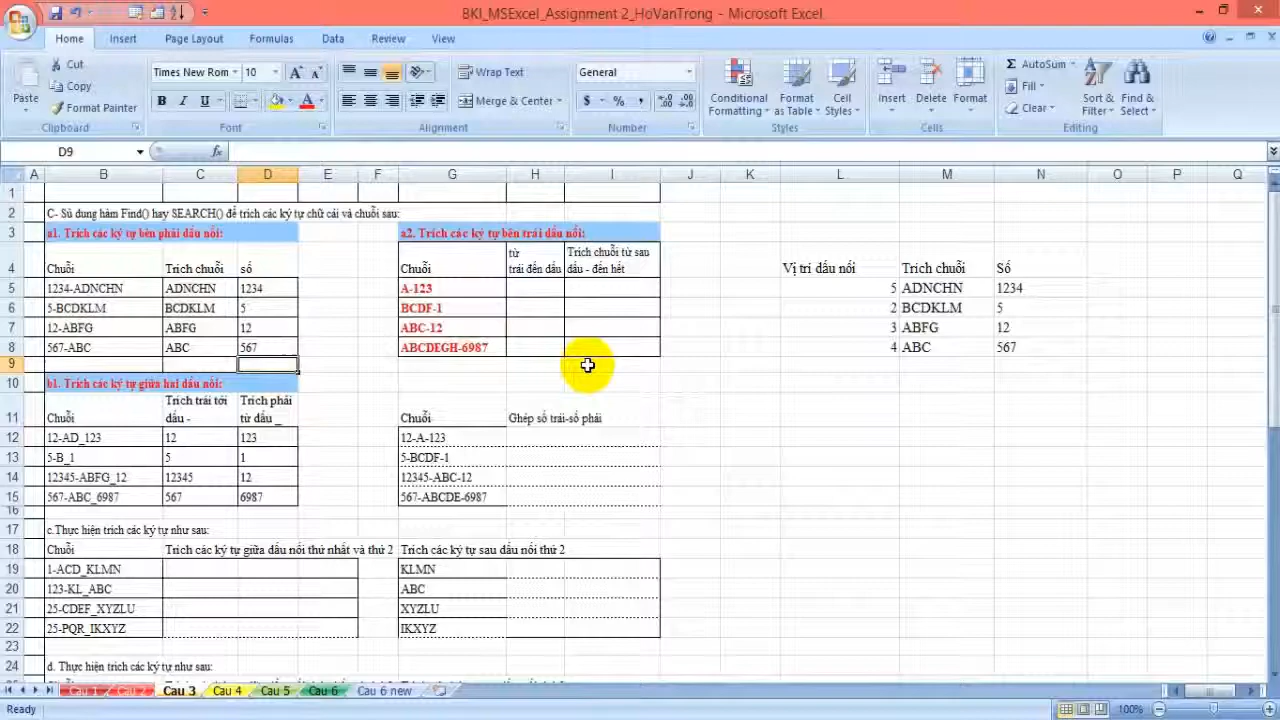 BKI_MSExcel_Assignment 2_HoVanTrong - Microsoft Excel
Home Insert Page Layout Formulas Data Review View
Paste
Cut
Copy
Format Painter
Clipboard
Times New Rom 10
B I U
Font
Wrap Text
Merge & Center
Alignment
General
$ % ,
Number
Conditional Formatting
Format as Table
Cell Styles
Styles
Insert
Delete
Format
Cells
AutoSum
Fill
Clear
Sort & Filter
Find & Select
Editing
D9 fx
A B C D E F G H I J K L M N O P Q
1
2 C- Sử dung hàm Find() hay SEARCH() để trích các ký tự chữ cái và chuỗi sau:
3 a1. Trích các ký tự bên phải dấu nối: a2. Trích các ký tự bên trái dấu nối:
4 Chuỗi Trích chuỗi số Chuỗi từ trái đến dấu Trích chuỗi từ sau dấu - đến hết Vị trí dấu nối Trích chuỗi Số
5 1234-ADNCHN ADNCHN 1234 A-123 5 ADNCHN 1234
6 5-BCDKLM BCDKLM 5 BCDF-1 2 BCDKLM 5
7 12-ABFG ABFG 12 ABC-12 3 ABFG 12
8 567-ABC ABC 567 ABCDEGH-6987 4 ABC 567
9
10 b1. Trích các ký tự giữa hai dấu nối:
11 Chuỗi Trích trái tới dấu - Trích phải từ dấu _ Chuỗi Ghép số trái-số phải
12 12-AD_123 12 123 12-A-123
13 5-B_1 5 1 5-BCDF-1
14 12345-ABFG_12 12345 12 12345-ABC-12
15 567-ABC_6987 567 6987 567-ABCDE-6987
16
17 c.Thực hiện trích các ký tự như sau:
18 Chuỗi Trích các ký tự giữa dấu nối thứ nhất và thứ 2 Trích các ký tự sau dấu nối thứ 2
19 1-ACD_KLMN KLMN
20 123-KL_ABC ABC
21 25-CDEF_XYZLU XYZLU
22 25-PQR_IKXYZ IKXYZ
23
24 d. Thực hiện trích các ký tự như sau:
Cau 1 Cau 2 Cau 3 Cau 4 Cau 5 Cau 6 Cau 6 new
Ready 100%